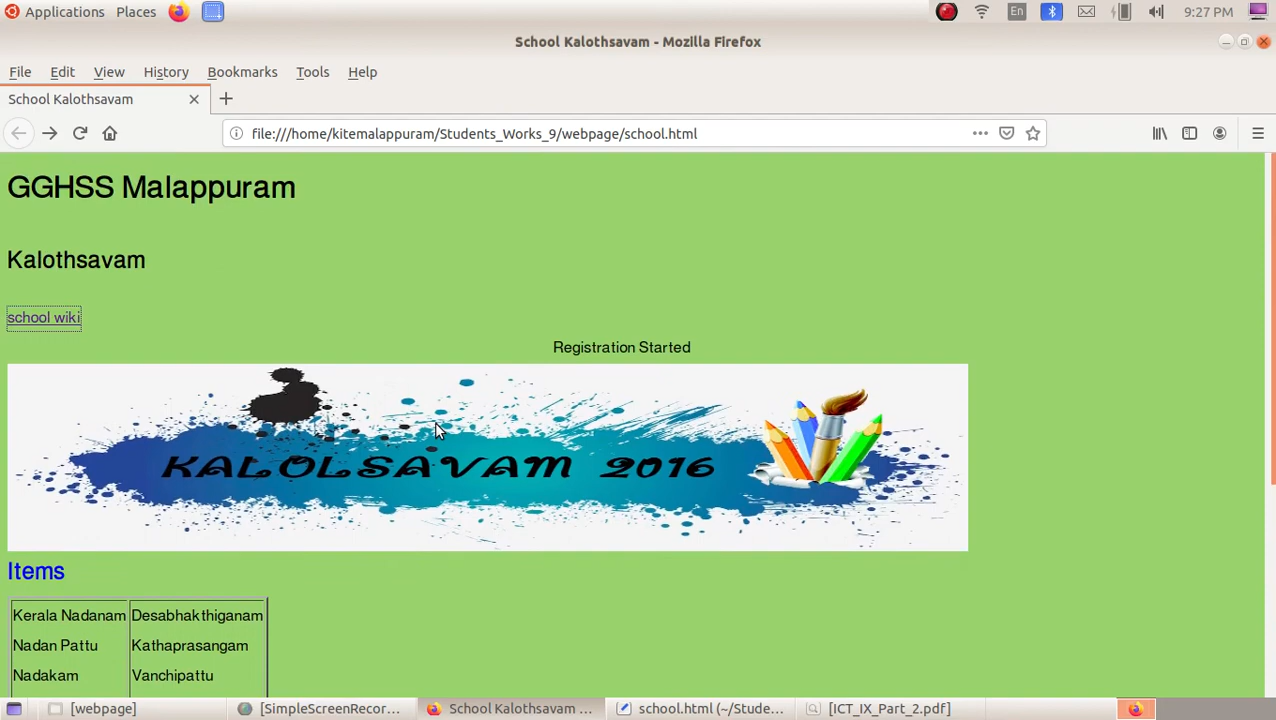 Applications Places En 9:27 PM
School Kalothsavam - Mozilla Firefox
File Edit View History Bookmarks Tools Help
School Kalothsavam
file:///home/kitemalappuram/Students_Works_9/webpage/school.html
GGHSS Malappuram
Kalothsavam
school wiki
Registration Started
KALOLSAVAM 2016
Items
Kerala Nadanam Desabhakthiganam
Nadan Pattu Kathaprasangam
Nadakam Vanchipattu
[webpage] [SimpleScreenRecor... School Kalothsavam ... school.html (~/Stude... [ICT_IX_Part_2.pdf]